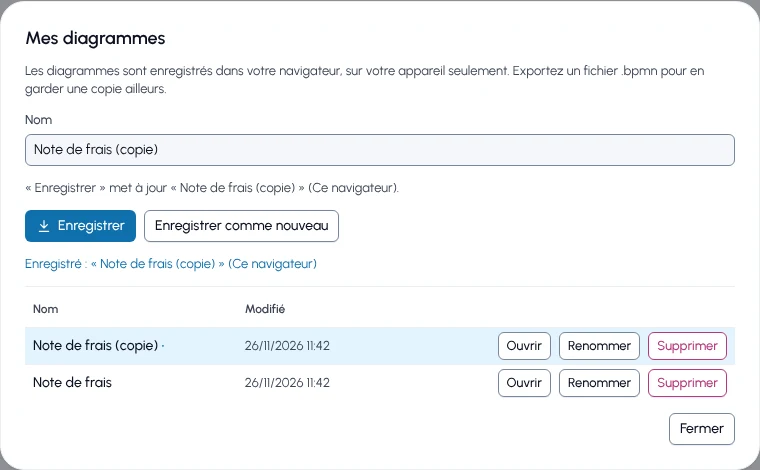 Mes diagrammes
Les diagrammes sont enregistrés dans votre navigateur, sur votre appareil seulement. Exportez un fichier .bpmn pour en
garder une copie ailleurs.
Nom
Note de frais (copie)
« Enregistrer » met à jour « Note de frais (copie) » (Ce navigateur).
Enregistrer Enregistrer comme nouveau
Enregistré : « Note de frais (copie) » (Ce navigateur)
Nom Modifié
Note de frais (copie) · 26/11/2026 11:42 Ouvrir Renommer Supprimer
Note de frais 26/11/2026 11:42 Ouvrir Renommer Supprimer
Fermer